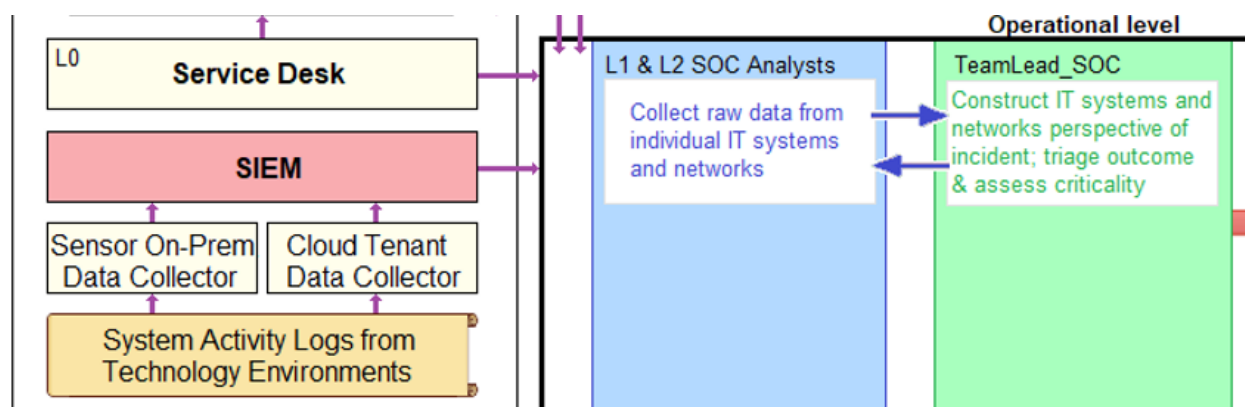 Operational level
L0
Service Desk
SIEM
Sensor On-Prem
Data Collector
Cloud Tenant
Data Collector
System Activity Logs from
Technology Environments
L1 & L2 SOC Analysts
Collect raw data from
individual IT systems
and networks
TeamLead_SOC
Construct IT systems and
networks perspective of
incident; triage outcome
& assess criticality